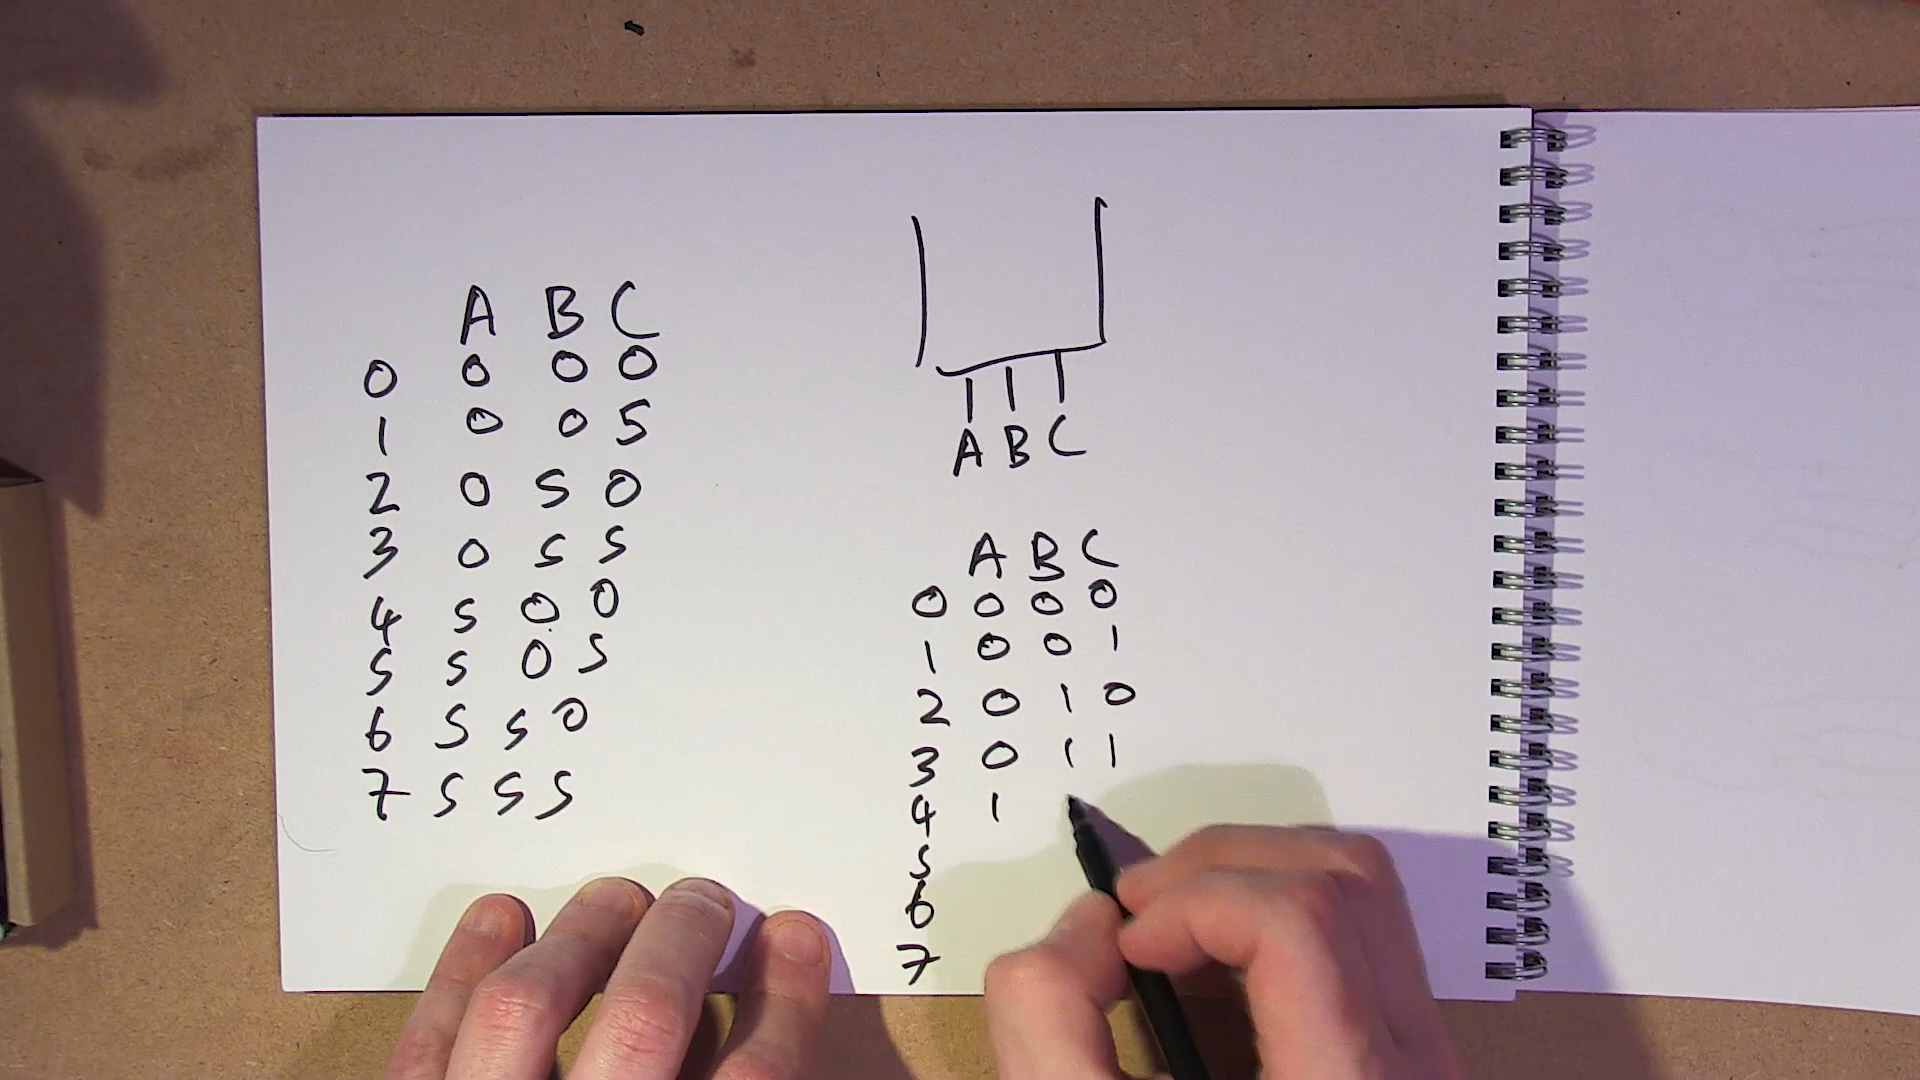 A B C
0 0 0 0
1 0 0 5
2 0 5 0
3 0 5 5
4 5 0 0
5 5 0 5
6 5 5 0
7 5 5 5
A B C
A B C
0 0 0 0
1 0 0 1
2 0 1 0
3 0 1 1
4 1
5
6
7